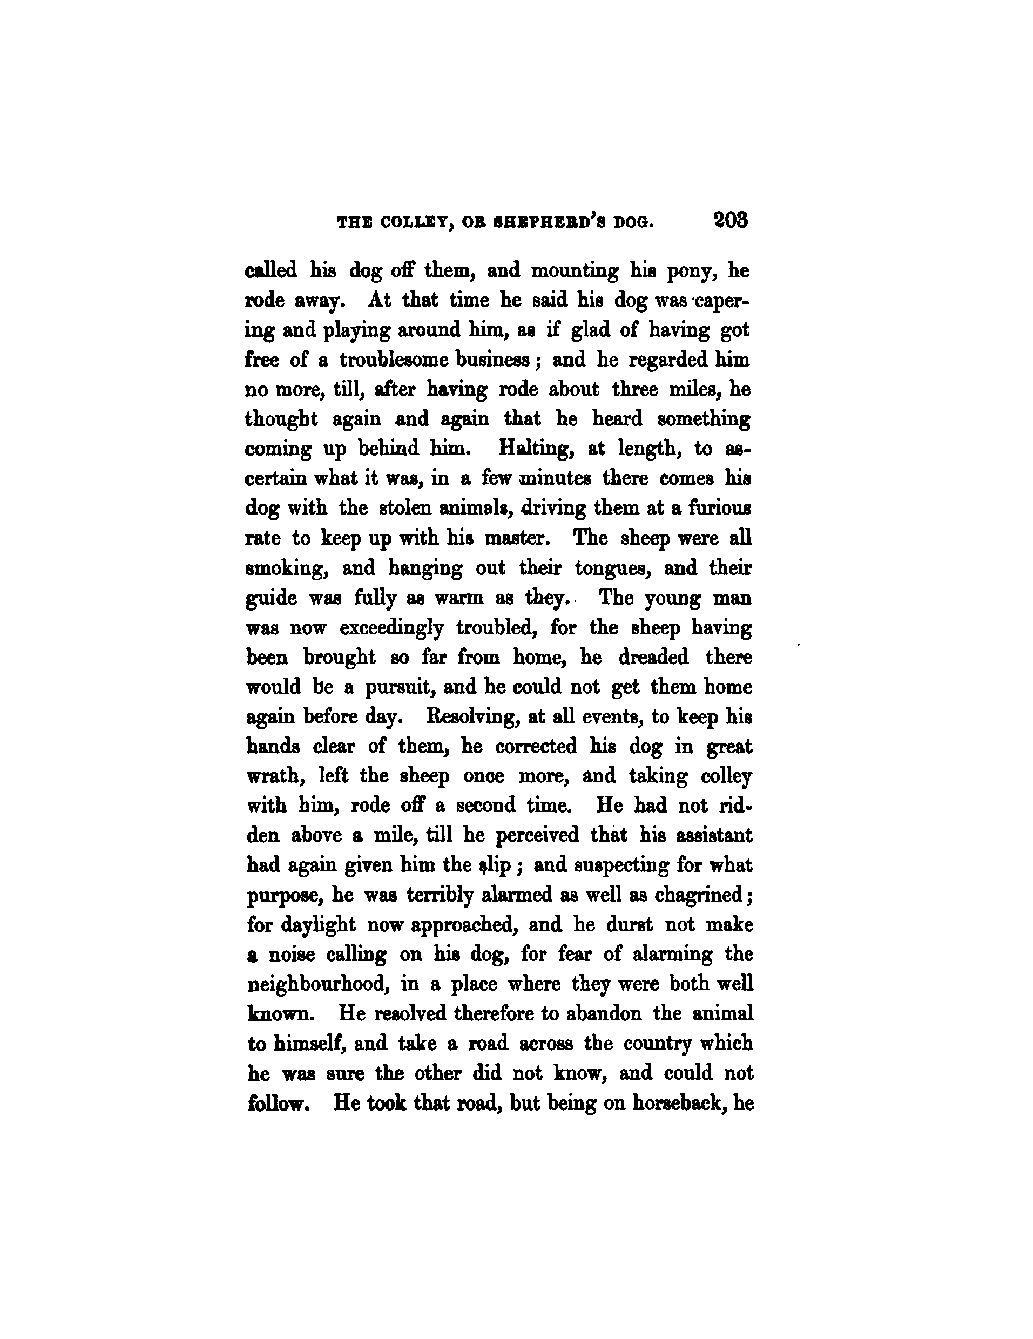 THE COLLEY, OR SHEPHERD'S DOG. 203
called his dog off them, and mounting his pony, he
rode away. At that time he said his dog was caper-
ing and playing around him, as if glad of having got
free of a troublesome business; and he regarded him
no more, till, after having rode about three miles, he
thought again and again that he heard something
coming up behind him. Halting, at length, to as-
certain what it was, in a few minutes there comes his
dog with the stolen animals, driving them at a furious
rate to keep up with his master. The sheep were all
smoking, and hanging out their tongues, and their
guide was fully as warm as they. The young man
was now exceedingly troubled, for the sheep having
been brought so far from home, he dreaded there
would be a pursuit, and he could not get them home
again before day. Resolving, at all events, to keep his
hands clear of them, he corrected his dog in great
wrath, left the sheep once more, and taking colley
with him, rode off a second time. He had not rid-
den above a mile, till he perceived that his assistant
had again given him the slip; and suspecting for what
purpose, he was terribly alarmed as well as chagrined;
for daylight now approached, and he durst not make
a noise calling on his dog, for fear of alarming the
neighbourhood, in a place where they were both well
known. He resolved therefore to abandon the animal
to himself, and take a road across the country which
he was sure the other did not know, and could not
follow. He took that road, but being on horseback, he